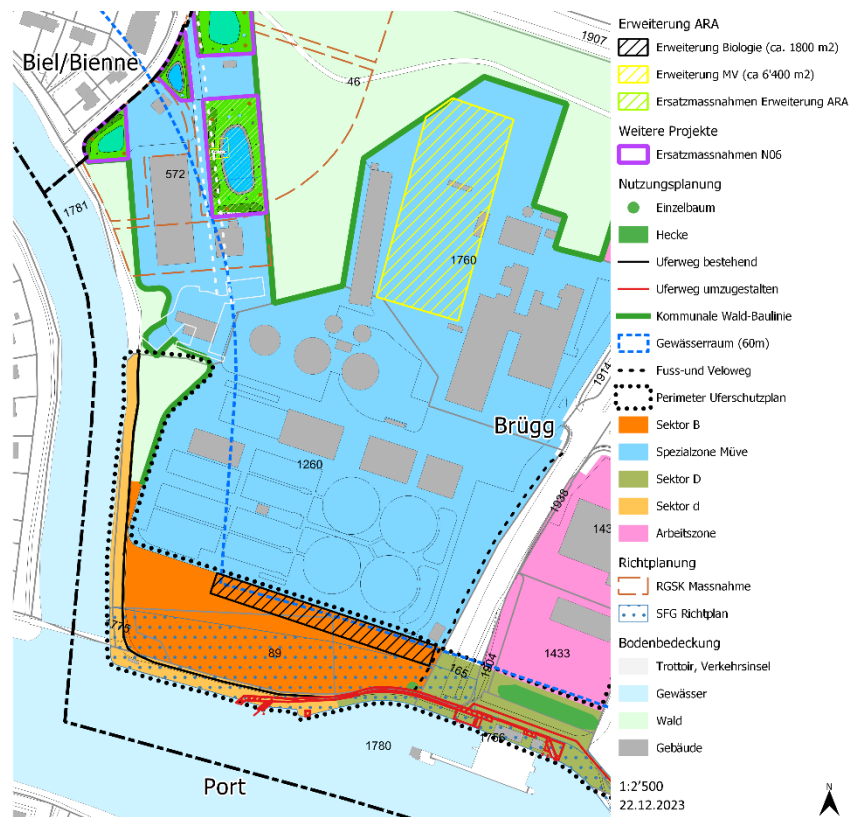 Biel/Bienne
1907
46
572
1781
1760
1914
Brügg
1260
1938
143
775
89
165
1904
1433
1766
1780
Port
Erweiterung ARA
Erweiterung Biologie (ca. 1800 m2)
Erweiterung MV (ca 6'400 m2)
Ersatzmassnahmen Erweiterung ARA
Weitere Projekte
Ersatzmassnahmen N06
Nutzungsplanung
Einzelbaum
Hecke
Uferweg bestehend
Uferweg umzugestalten
Kommunale Wald-Baulinie
Gewässerraum (60m)
Fuss-und Veloweg
Perimeter Uferschutzplan
Sektor B
Spezialzone Müve
Sektor D
Sektor d
Arbeitszone
Richtplanung
RGSK Massnahme
SFG Richtplan
Bodenbedeckung
Trottoir, Verkehrsinsel
Gewässer
Wald
Gebäude
1:2'500
22.12.2023
N